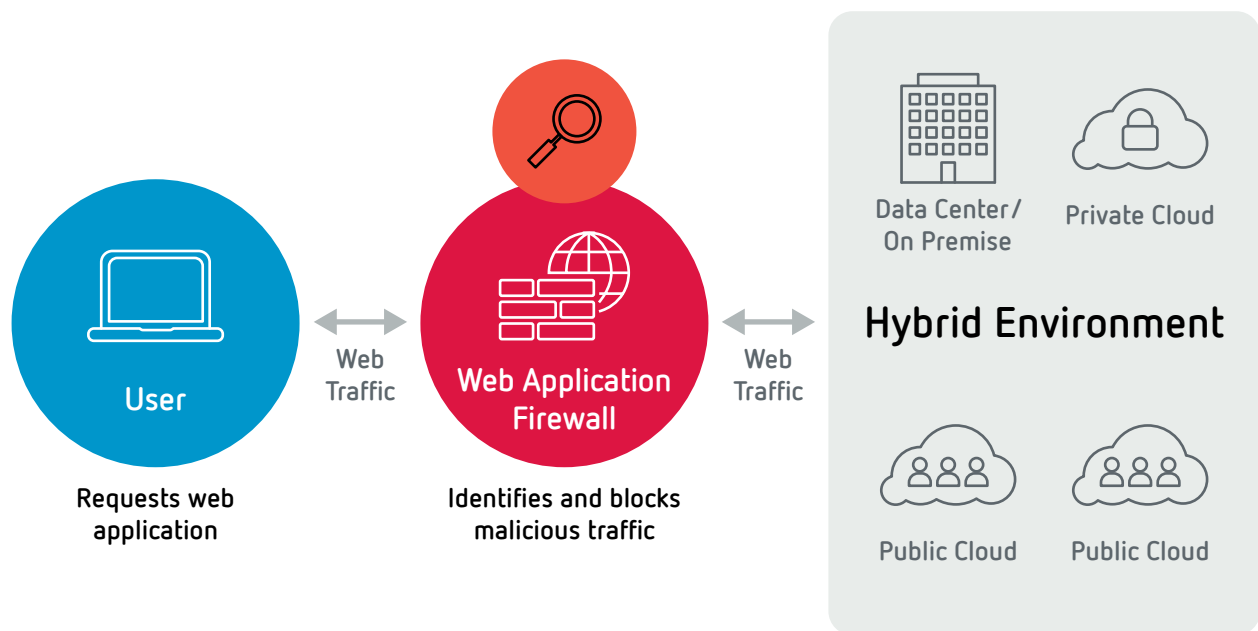 User
Requests web
application
Web
Traffic
Web Application
Firewall
Identifies and blocks
malicious traffic
Web
Traffic
Data Center/
On Premise
Private Cloud
Hybrid Environment
Public Cloud
Public Cloud